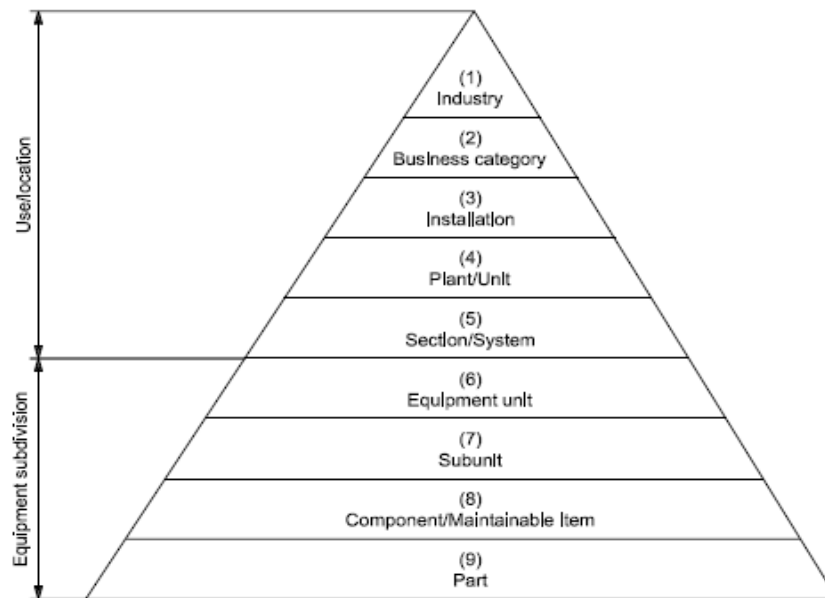 Use/location
(1)
Industry
(2)
Business category
(3)
Installation
(4)
Plant/Unit
(5)
Section/System
Equipment subdivision
(6)
Equipment unit
(7)
Subunit
(8)
Component/Maintainable Item
(9)
Part